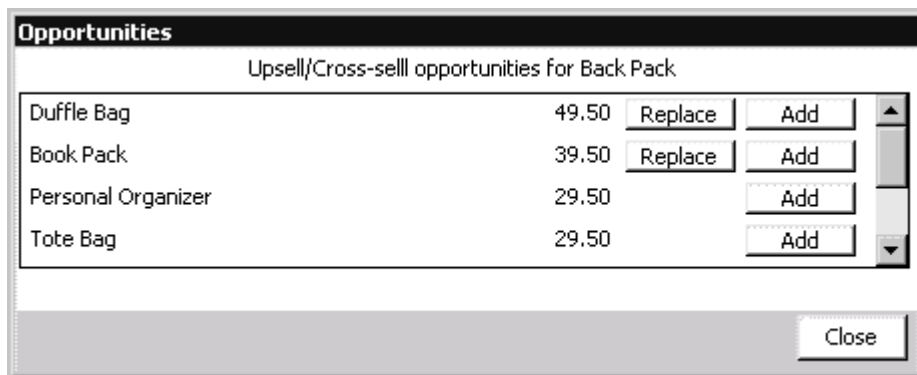 Opportunities
Upsell/Cross-selll opportunities for Back Pack
Duffle Bag 49.50 Replace Add
Book Pack 39.50 Replace Add
Personal Organizer 29.50 Add
Tote Bag 29.50 Add
Close